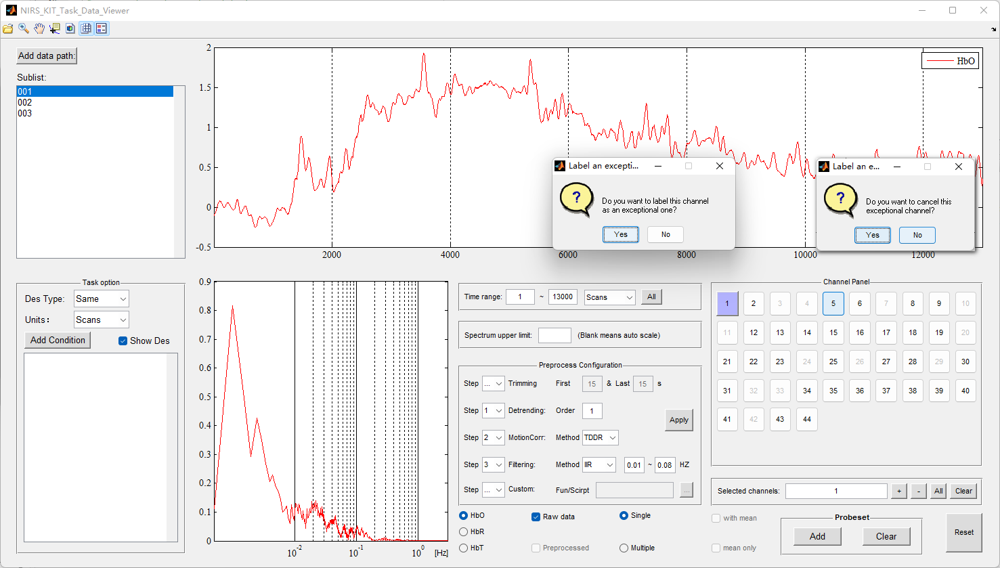 NIRS_KIT_Task_Data_Viewer
Add data path:
Sublist:
001
002
003
2
1.5
1
0.5
0
-0.5
2000
4000
6000
8000
10000
12000
HbO
Label an excepti...
Do you want to label this channel
as an exceptional one?
Yes
No
Label an e...
Do you want to cancel this
exceptional channel?
Yes
No
Task option
Des Type:
Same
Units:
Scans
Add Condition
Show Des
0.9
0.8
0.7
0.6
0.5
0.4
0.3
0.2
0.1
0
10-2
10-1
100
[Hz]
Time range:
1
~
13000
Scans
All
Spectrum upper limit:
(Blank means auto scale)
Preprocess Configuration
Step ... Trimming First 15 & Last 15 s
Step 1 Detrending: Order 1
Apply
Step 2 MotionCorr: Method TDDR
Step 3 Filtering: Method IIR 0.01 ~ 0.08 HZ
Step ... Custom: Fun/Scirpt ...
HbO
Raw data
Single
HbR
HbT
Preprocessed
Multiple
Channel Panel
1 2 3 4 5 6 7 8 9 10
11 12 13 14 15 16 17 18 19 20
21 22 23 24 25 26 27 28 29 30
31 32 33 34 35 36 37 38 39 40
41 42 43 44
Selected channels: 1 + - All Clear
with mean
mean only
Probeset
Add
Clear
Reset